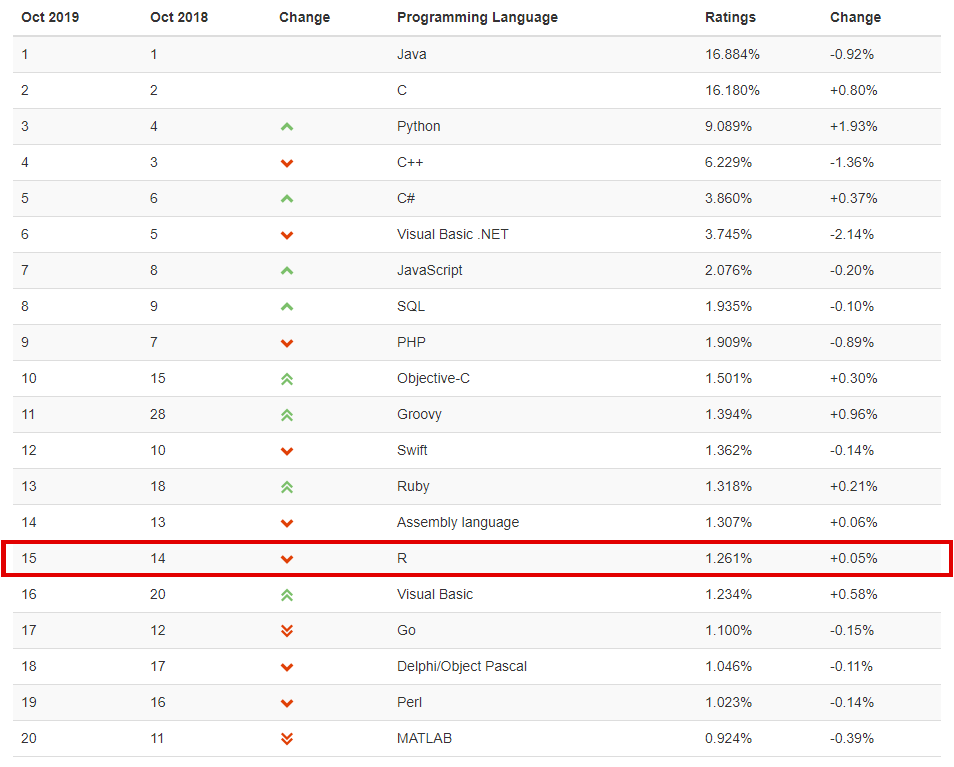 Oct 2019 Oct 2018 Change Programming Language Ratings Change
1 1 Java 16.884% -0.92%
2 2 C 16.180% +0.80%
3 4 Python 9.089% +1.93%
4 3 C++ 6.229% -1.36%
5 6 C# 3.860% +0.37%
6 5 Visual Basic .NET 3.745% -2.14%
7 8 JavaScript 2.076% -0.20%
8 9 SQL 1.935% -0.10%
9 7 PHP 1.909% -0.89%
10 15 Objective-C 1.501% +0.30%
11 28 Groovy 1.394% +0.96%
12 10 Swift 1.362% -0.14%
13 18 Ruby 1.318% +0.21%
14 13 Assembly language 1.307% +0.06%
15 14 R 1.261% +0.05%
16 20 Visual Basic 1.234% +0.58%
17 12 Go 1.100% -0.15%
18 17 Delphi/Object Pascal 1.046% -0.11%
19 16 Perl 1.023% -0.14%
20 11 MATLAB 0.924% -0.39%